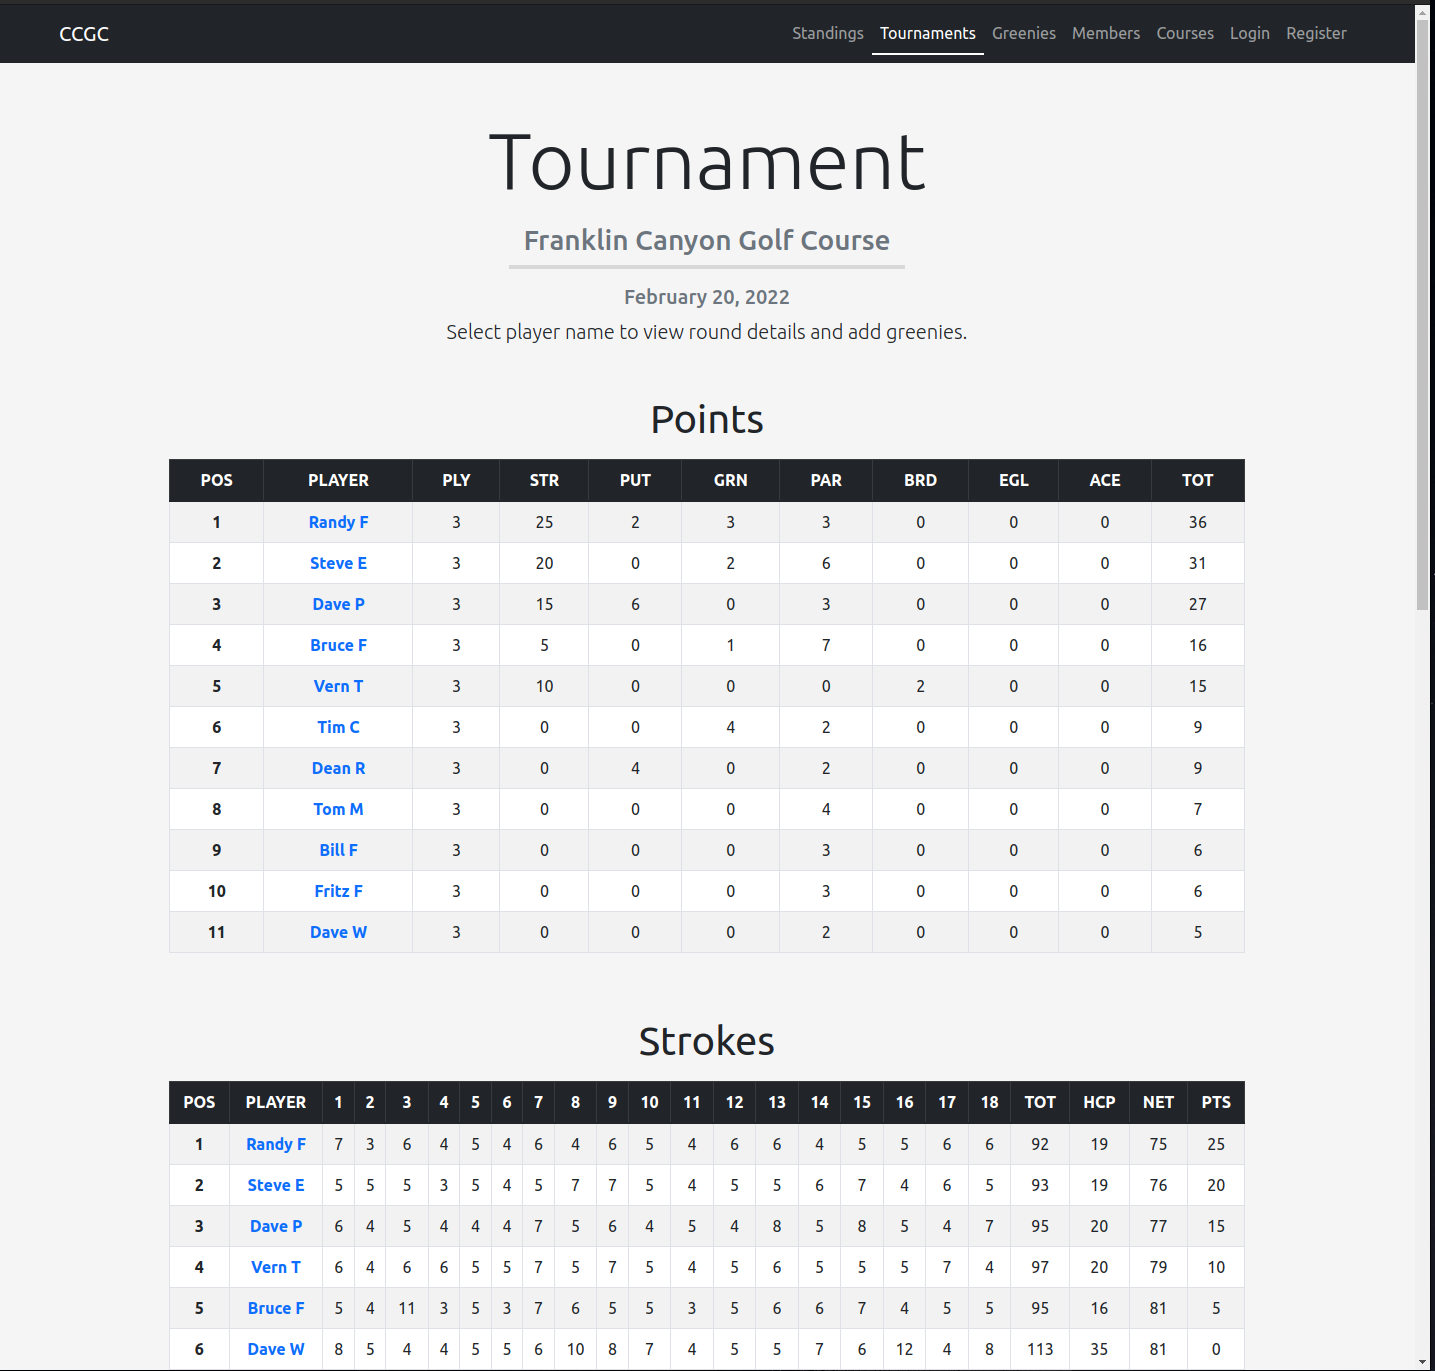 CCGC Standings Tournaments Greenies Members Courses Login Register
Tournament
Franklin Canyon Golf Course
February 20, 2022
Select player name to view round details and add greenies.
Points
POS PLAYER PLY STR PUT GRN PAR BRD EGL ACE TOT
1 Randy F 3 25 2 3 3 0 0 0 36
2 Steve E 3 20 0 2 6 0 0 0 31
3 Dave P 3 15 6 0 3 0 0 0 27
4 Bruce F 3 5 0 1 7 0 0 0 16
5 Vern T 3 10 0 0 0 2 0 0 15
6 Tim C 3 0 0 4 2 0 0 0 9
7 Dean R 3 0 4 0 2 0 0 0 9
8 Tom M 3 0 0 0 4 0 0 0 7
9 Bill F 3 0 0 0 3 0 0 0 6
10 Fritz F 3 0 0 0 3 0 0 0 6
11 Dave W 3 0 0 0 2 0 0 0 5
Strokes
POS PLAYER 1 2 3 4 5 6 7 8 9 10 11 12 13 14 15 16 17 18 TOT HCP NET PTS
1 Randy F 7 3 6 4 5 4 6 4 6 5 4 6 6 4 5 5 6 6 92 19 75 25
2 Steve E 5 5 5 3 5 4 5 7 7 5 4 5 5 6 7 4 6 5 93 19 76 20
3 Dave P 6 4 5 4 4 4 7 5 6 4 5 4 8 5 8 5 4 7 95 20 77 15
4 Vern T 6 4 6 6 5 5 7 5 7 5 4 5 6 5 5 5 7 4 97 20 79 10
5 Bruce F 5 4 11 3 5 3 7 6 5 5 3 5 6 6 7 4 5 5 95 16 81 5
6 Dave W 8 5 4 4 5 5 6 10 8 7 4 5 5 7 6 12 4 8 113 35 81 0